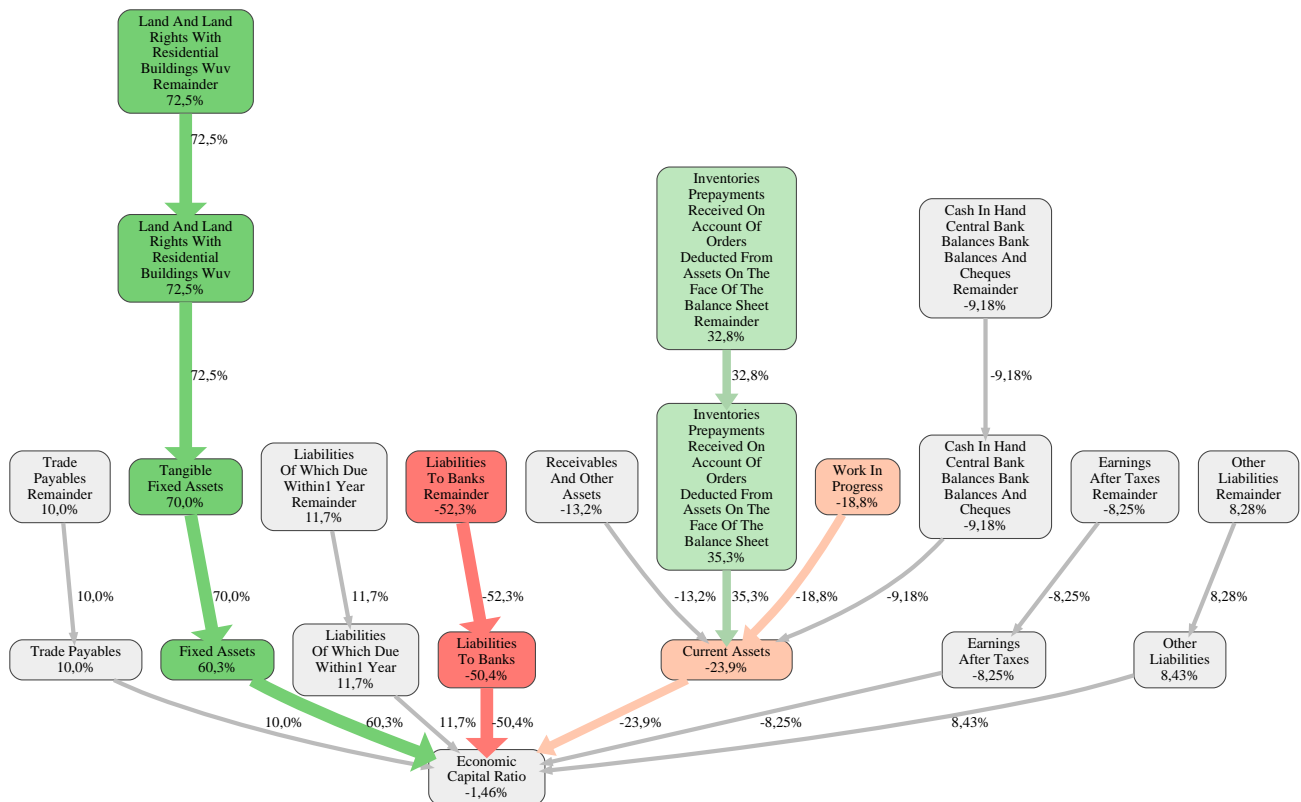 Land And Land
Rights With
Residential
Buildings Wuv
Remainder
72,5%
72,5%
Land And Land
Rights With
Residential
Buildings Wuv
72,5%
Inventories
Prepayments
Received On
Account Of
Orders
Deducted From
Assets On The
Face Of The
Balance Sheet
Remainder
32,8%
Cash In Hand
Central Bank
Balances Bank
Balances And
Cheques
Remainder
-9,18%
72,5%
32,8%
-9,18%
Trade
Payables
Remainder
10,0%
Tangible
Fixed Assets
70,0%
Liabilities
Of Which Due
Within1 Year
Remainder
11,7%
Liabilities
To Banks
Remainder
-52,3%
Receivables
And Other
Assets
-13,2%
Inventories
Prepayments
Received On
Account Of
Orders
Deducted From
Assets On The
Face Of The
Balance Sheet
35,3%
Work In
Progress
-18,8%
Cash In Hand
Central Bank
Balances Bank
Balances And
Cheques
-9,18%
Earnings
After Taxes
Remainder
-8,25%
Other
Liabilities
Remainder
8,28%
10,0%
70,0%
11,7%
-52,3%
-13,2%
35,3%
-18,8%
-9,18%
-8,25%
8,28%
Trade Payables
10,0%
Fixed Assets
60,3%
Liabilities
Of Which Due
Within1 Year
11,7%
Liabilities
To Banks
-50,4%
Current Assets
-23,9%
Earnings
After Taxes
-8,25%
Other
Liabilities
8,43%
10,0%
60,3%
11,7%
-50,4%
-23,9%
-8,25%
8,43%
Economic
Capital Ratio
-1,46%